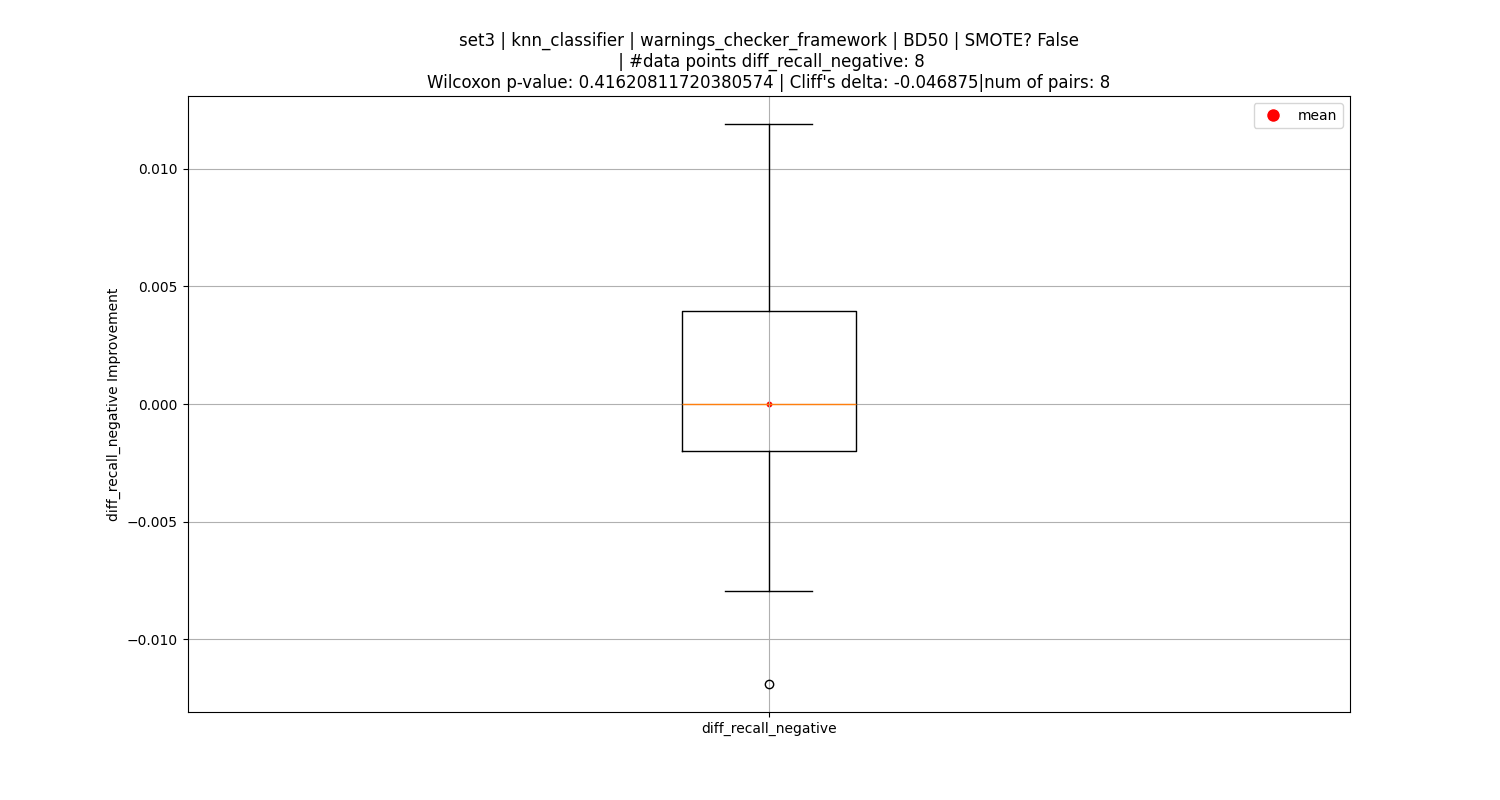 set3 | knn_classifier | warnings_checker_framework | BD50 | SMOTE? False
| #data points diff_recall_negative: 8
Wilcoxon p-value: 0.41620811720380574 | Cliff's delta: -0.046875|num of pairs: 8
mean
0.010
0.005
0.000
−0.005
−0.010
diff_recall_negative Improvement
diff_recall_negative